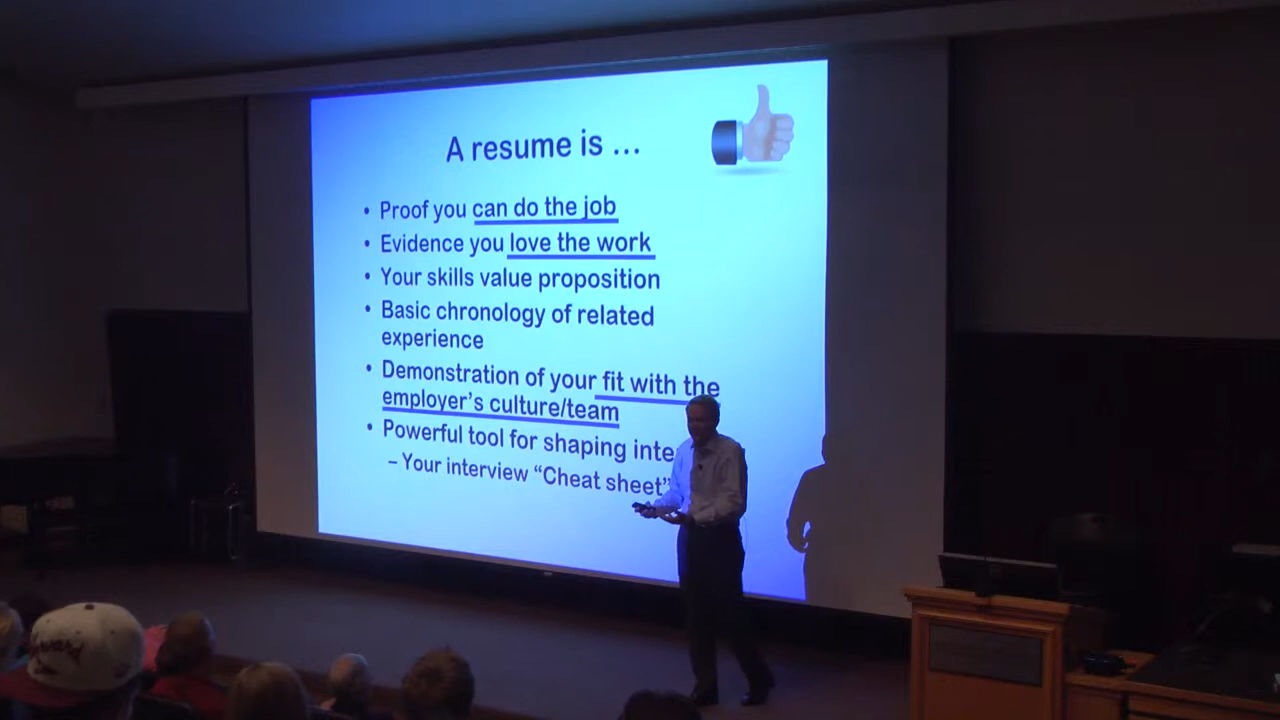 A resume is ...
• Proof you can do the job
• Evidence you love the work
• Your skills value proposition
• Basic chronology of related
experience
• Demonstration of your fit with the
employer's culture/team
• Powerful tool for shaping
– Your interview “Cheat sheet”